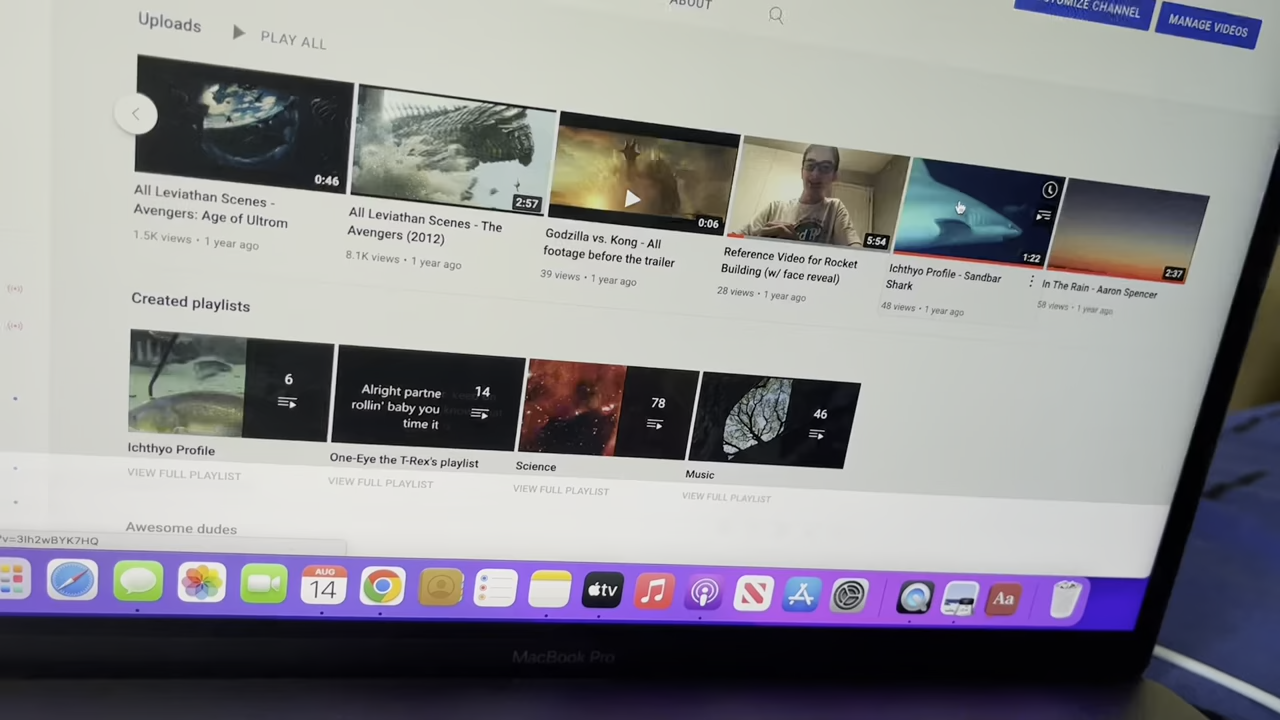 ABOUT
CUSTOMIZE CHANNEL
MANAGE VIDEOS
Uploads
PLAY ALL
0:46
2:57
0:06
5:54
1:22
2:37
All Leviathan Scenes -
Avengers: Age of Ultrom
1.5K views • 1 year ago
All Leviathan Scenes - The
Avengers (2012)
8.1K views • 1 year ago
Godzilla vs. Kong - All
footage before the trailer
39 views • 1 year ago
Reference Video for Rocket
Building (w/ face reveal)
28 views • 1 year ago
Ichthyo Profile - Sandbar
Shark
48 views • 1 year ago
In The Rain - Aaron Spencer
58 views • 1 year ago
Created playlists
6
Alright partne
rollin' baby you
time it
14
78
46
Ichthyo Profile
VIEW FULL PLAYLIST
One-Eye the T-Rex's playlist
VIEW FULL PLAYLIST
Science
VIEW FULL PLAYLIST
Music
VIEW FULL PLAYLIST
Awesome dudes
?v=3lh2wBYK7HQ
AUG
14
tv
Aa
MacBook Pro